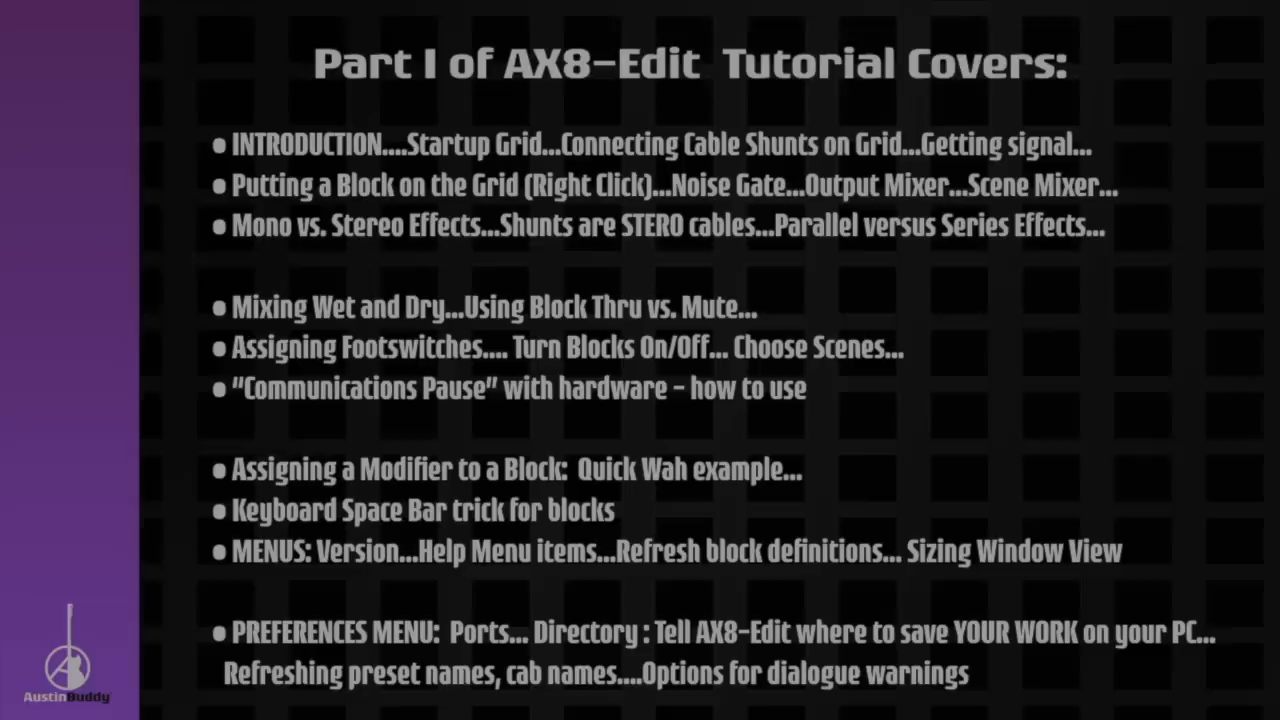 Part I of AX8-Edit Tutorial Covers:
• INTRODUCTION....Startup Grid...Connecting Cable Shunts on Grid...Getting signal...
• Putting a Block on the Grid (Right Click)...Noise Gate...Output Mixer...Scene Mixer...
• Mono vs. Stereo Effects...Shunts are STERO cables...Parallel versus Series Effects...
• Mixing Wet and Dry...Using Block Thru vs. Mute...
• Assigning Footswitches.... Turn Blocks On/Off... Choose Scenes...
• "Communications Pause" with hardware - how to use
• Assigning a Modifier to a Block: Quick Wah example...
• Keyboard Space Bar trick for blocks
• MENUS: Version...Help Menu items...Refresh block definitions... Sizing Window View
• PREFERENCES MENU: Ports... Directory : Tell AX8-Edit where to save YOUR WORK on your PC...
Refreshing preset names, cab names....Options for dialogue warnings
AustinBuddy